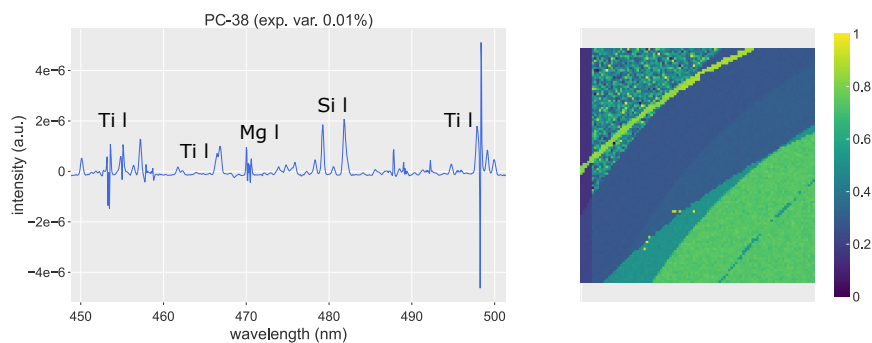 PC-38 (exp. var. 0.01%)
4e−6
2e−6
0
−2e−6
−4e−6
intensity (a.u.)
Ti l
Ti l
Mg l
Si l
Ti l
450
460
470
480
490
500
wavelength (nm)
1
0.8
0.6
0.4
0.2
0